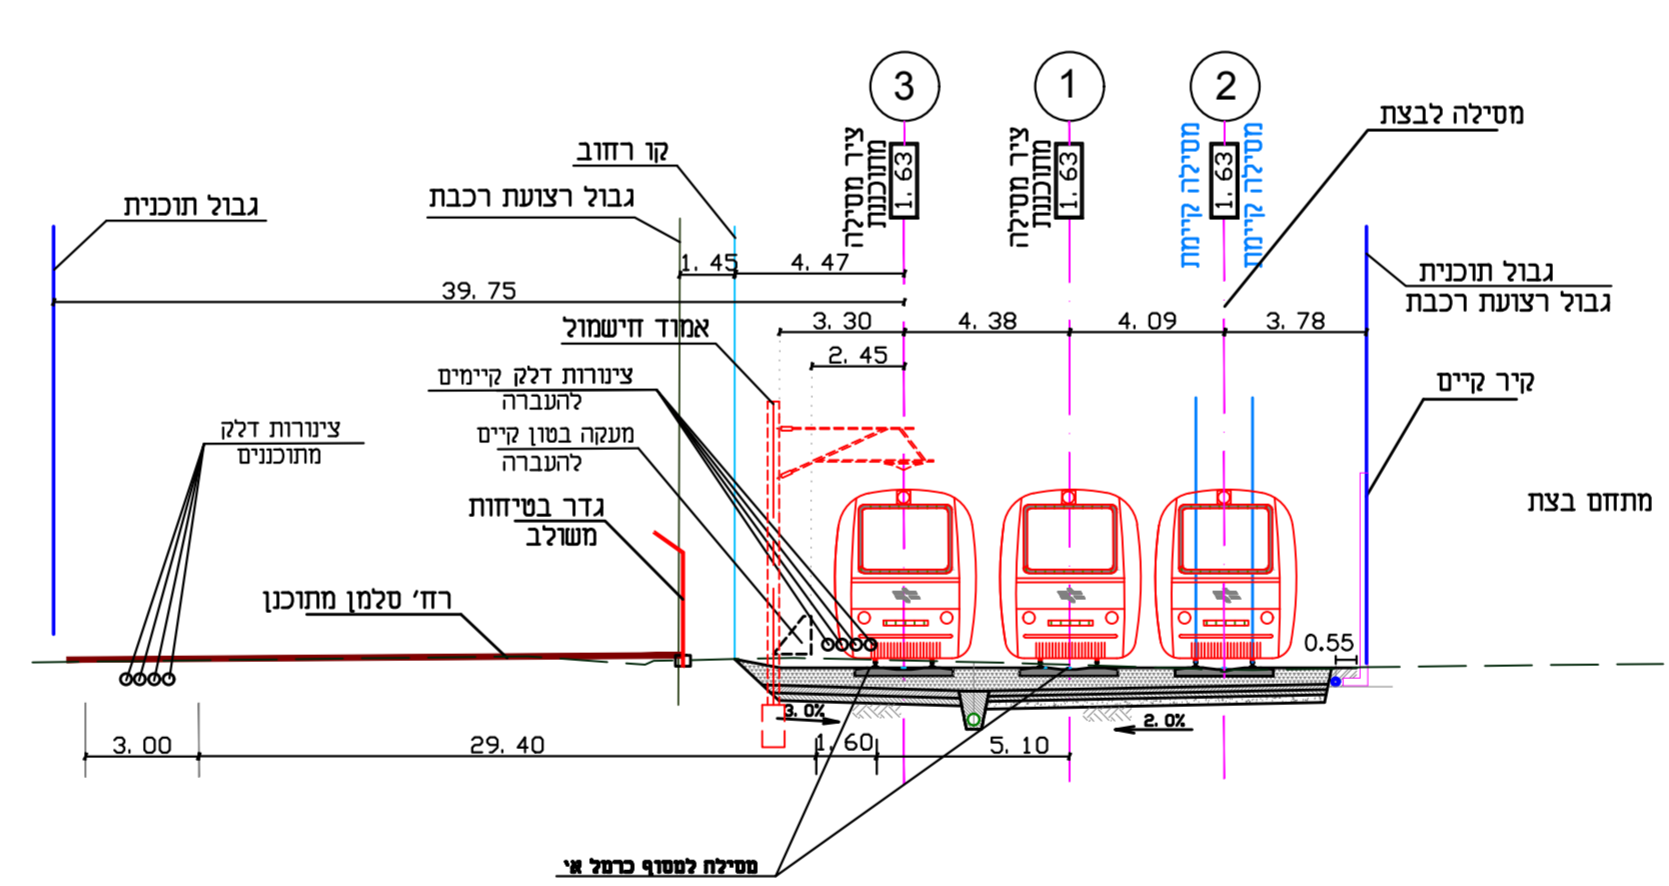 3
1
2
ציר מסילה
מתוכננת
1.63
ציר מסילה
מתוכננת
1.63
מסילה קיימת
1.63
מסילה קיימת
מסילה לבצת
קו רחוב
גבול רצועת רכבת
גבול תוכנית
1.45
4.47
39.75
גבול תוכנית
גבול רצועת רכבת
3.30
4.38
4.09
3.78
2.45
אמוד חישמול
צינורות דלק קיימים
להעברה
מעקה בטון קיים
להעברה
צינורות דלק
מתוכננים
גדר בטיחות
משולב
קיר קיים
מתחם בצת
רח' סלמן מתוכנן
0.55
3.0%
2.0%
3.00
29.40
1.60
5.10
מסילה למסוף כרמל א'